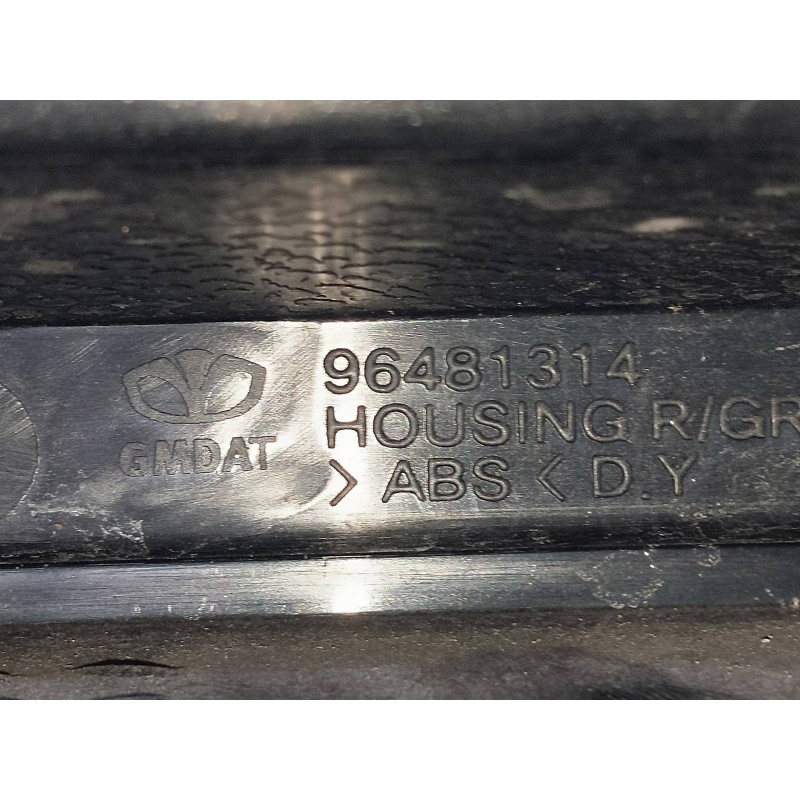 96481314
HOUSING R/GR
GMDAT
>ABS< D.Y